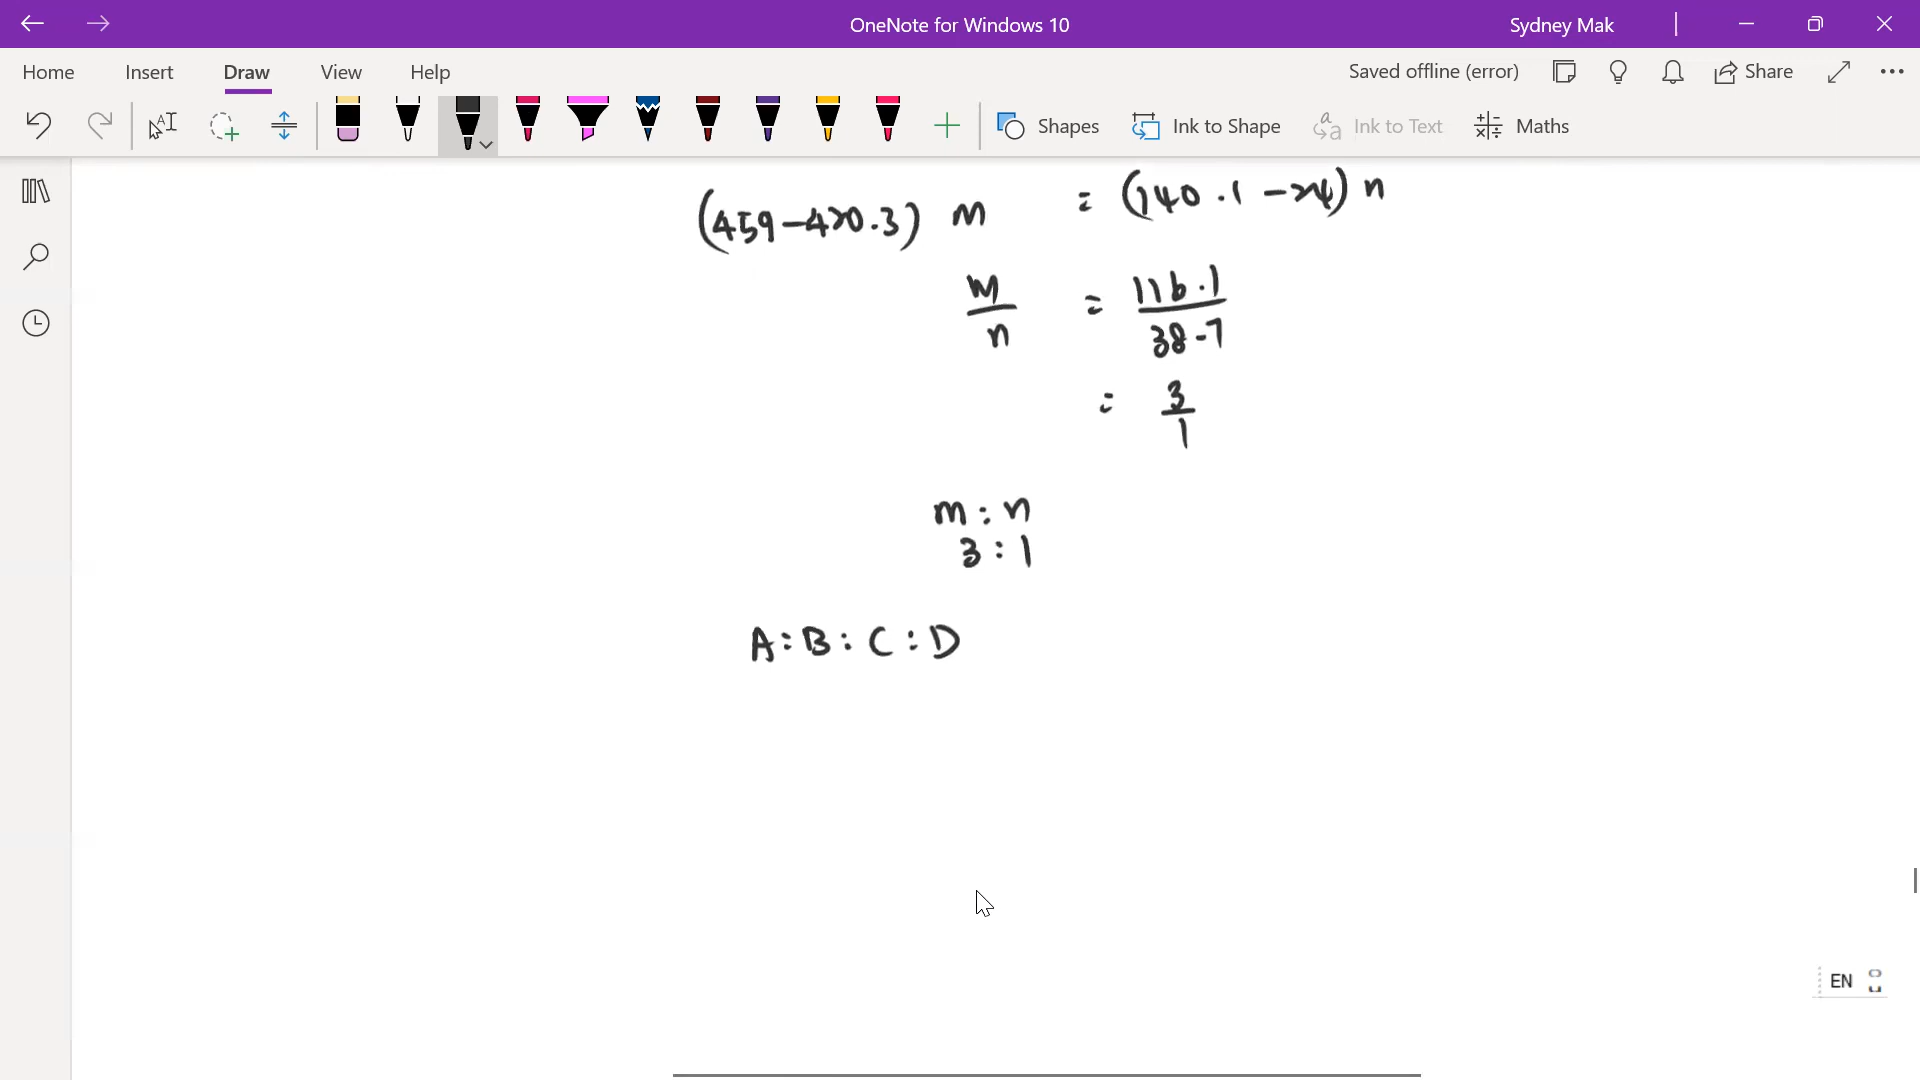 OneNote for Windows 10
Sydney Mak
Home Insert Draw View Help
Saved offline (error) Share
Shapes Ink to Shape Ink to Text Maths
(459-420.3) m = (140.1-24) n
m/n = 116.1/38.7
= 3/1
m:n
3:1
A:B:C:D
EN